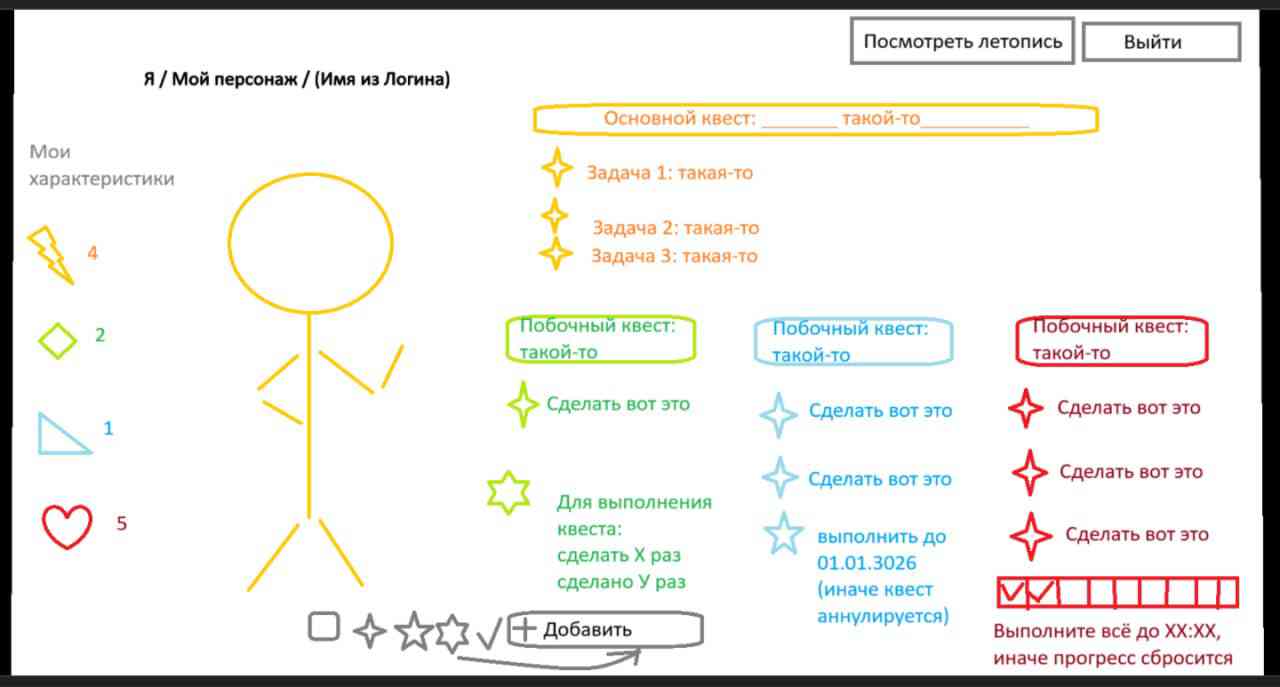 Посмотреть летопись
Выйти
Я / Мой персонаж / (Имя из Логина)
Основной квест: _______ такой-то__________
Мои
характеристики
Задача 1: такая-то
Задача 2: такая-то
Задача 3: такая-то
4
2
1
5
Побочный квест:
такой-то
Сделать вот это
Для выполнения
квеста:
сделать Х раз
сделано У раз
Побочный квест:
такой-то
Сделать вот это
Сделать вот это
выполнить до
01.01.3026
(иначе квест
аннулируется)
Побочный квест:
такой-то
Сделать вот это
Сделать вот это
Сделать вот это
Выполните всё до ХХ:ХХ,
иначе прогресс сбросится
Добавить